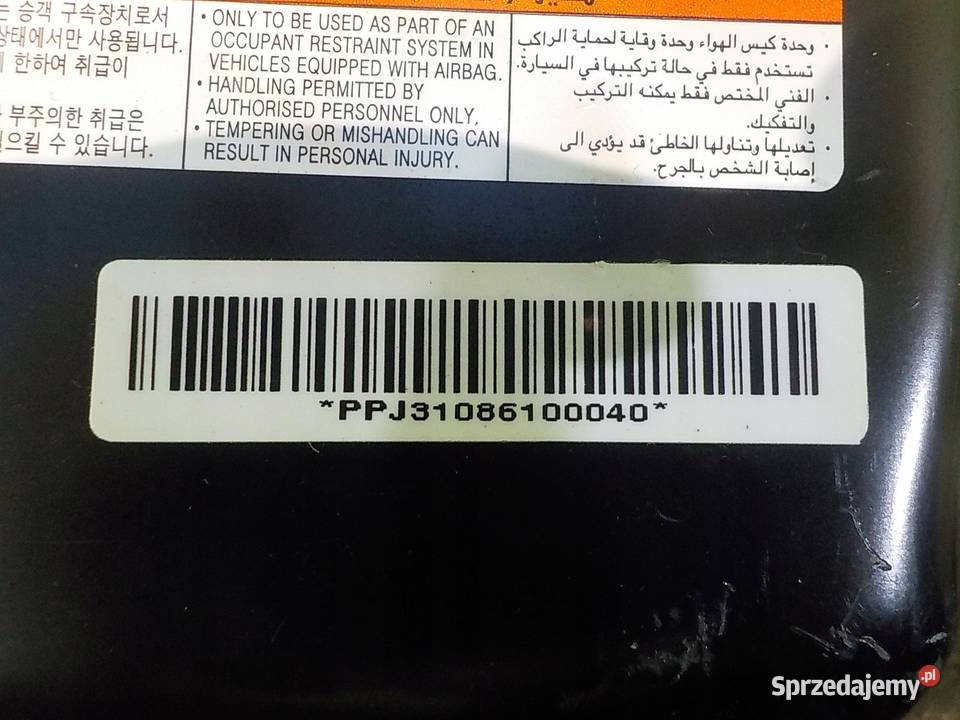 는 승객 구속장치로서
상태에서만 사용됩니다.
한하여 취급이
부주의한 취급은
일으킬 수 있습니다.
• ONLY TO BE USED AS PART OF AN
OCCUPANT RESTRAINT SYSTEM IN
VEHICLES EQUIPPED WITH AIRBAG.
• HANDLING PERMITTED BY
AUTHORISED PERSONNEL ONLY,
• TEMPERING OR MISHANDLING CAN
RESULT IN PERSONAL INJURY.
• وحدة كيس الهواء وحدة وقاية لحماية الراكب
تستخدم فقط في حالة تركيبها في السيارة.
• الفني المختص فقط يمكنه التركيب
والتفكيك.
• تعديلها وتناولها الخاطئ قد يؤدي الى
إصابة الشخص بالجرح.
*PPJ31086100040*
Sprzedajemy.pl